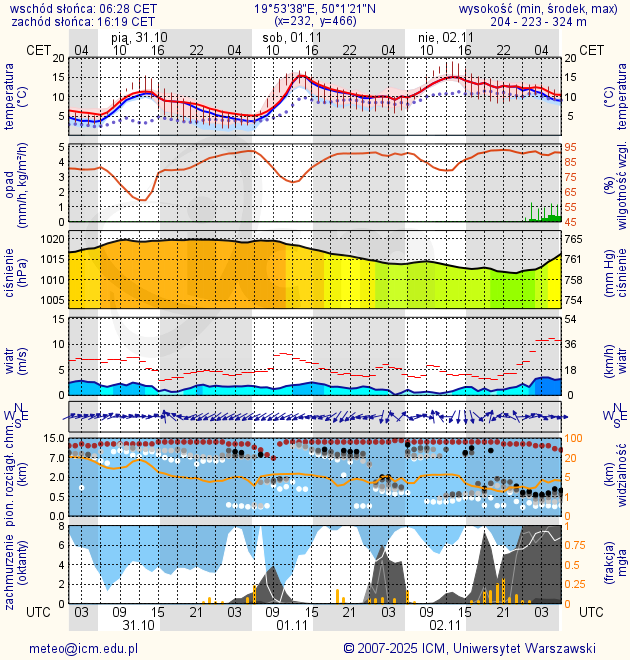 wschód słońca: 06:28 CET
zachód słońca: 16:19 CET
19°53'38"E, 50°1'21"N
(x=232, y=466)
wysokość (min, środek, max)
204 - 223 - 324 m
pią, 31.10
sob, 01.11
nie, 02.11
CET 04 10 16 22 04 10 16 22 04 10 16 22 04 CET
temperatura
(°C)
20
15
10
5
0
20
15
10
5
0
temperatura
(°C)
opad
(mm/h, kg/m²/h)
5
4
3
2
1
0
95
85
75
65
55
45
(%)
wilgotność wzgl.
ciśnienie
(hPa)
1020
1015
1010
1005
765
761
758
754
(mm Hg)
ciśnienie
wiatr
(m/s)
15
10
5
0
54
36
18
0
(km/h)
wiatr
N
W E
S
N
W E
S
pion. rozciągł. chm.
(km)
15.0
7.0
2.0
0.5
0.0
100
20
5
1
0
(km)
widzialność
zachmurzenie
(oktanty)
8
6
4
2
0
1
0.75
0.5
0.25
0
(frakcja)
mgła
UTC 03 09 15 21 03 09 15 21 03 09 15 21 03 UTC
31.10
01.11
02.11
meteo@icm.edu.pl
© 2007-2025 ICM, Uniwersytet Warszawski